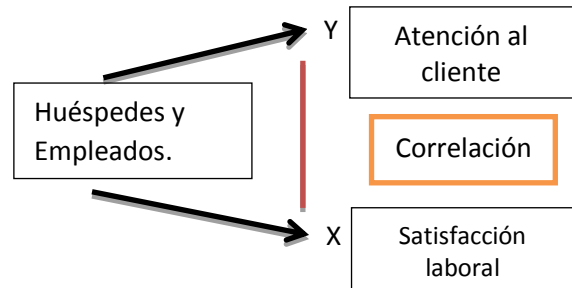 Y
Atención al
cliente
Huéspedes y
Empleados.
Correlación
X
Satisfacción
laboral